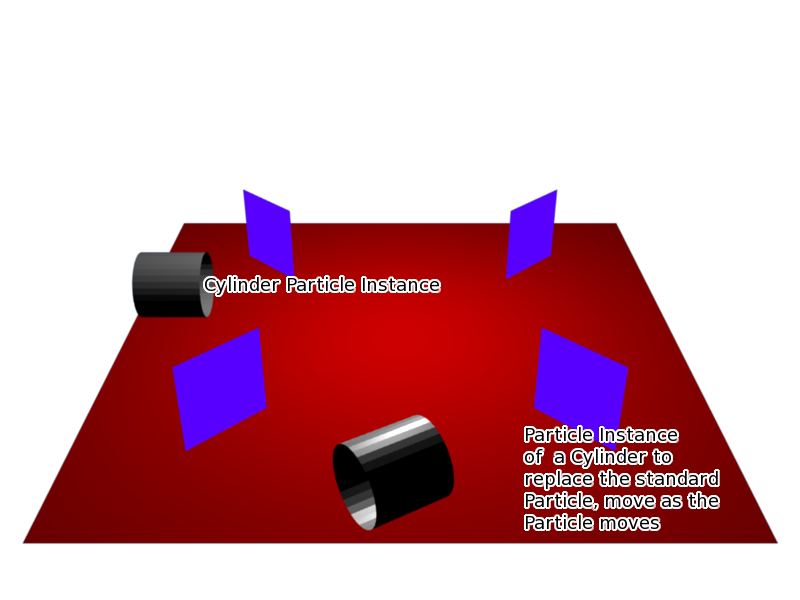 Cylinder Particle Instance
Particle Instance
of  a Cylinder to
replace the standard
Particle, move as the
Particle moves